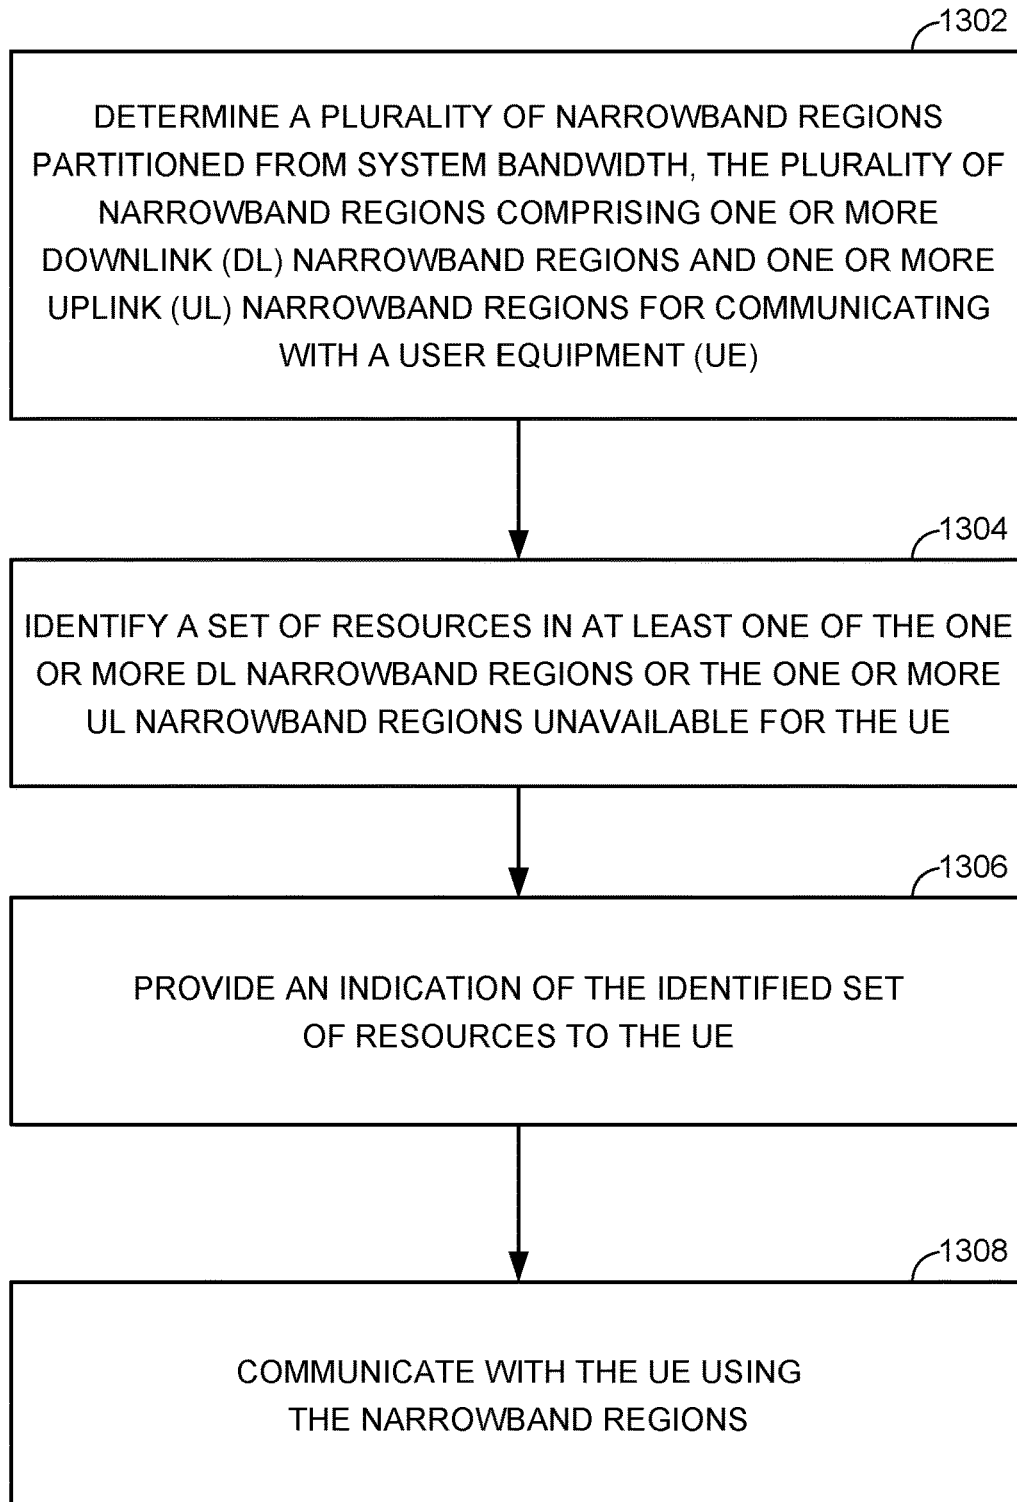 1302
DETERMINE A PLURALITY OF NARROWBAND REGIONS
PARTITIONED FROM SYSTEM BANDWIDTH, THE PLURALITY OF
NARROWBAND REGIONS COMPRISING ONE OR MORE
DOWNLINK (DL) NARROWBAND REGIONS AND ONE OR MORE
UPLINK (UL) NARROWBAND REGIONS FOR COMMUNICATING
WITH A USER EQUIPMENT (UE)
1304
IDENTIFY A SET OF RESOURCES IN AT LEAST ONE OF THE ONE
OR MORE DL NARROWBAND REGIONS OR THE ONE OR MORE
UL NARROWBAND REGIONS UNAVAILABLE FOR THE UE
1306
PROVIDE AN INDICATION OF THE IDENTIFIED SET
OF RESOURCES TO THE UE
1308
COMMUNICATE WITH THE UE USING
THE NARROWBAND REGIONS